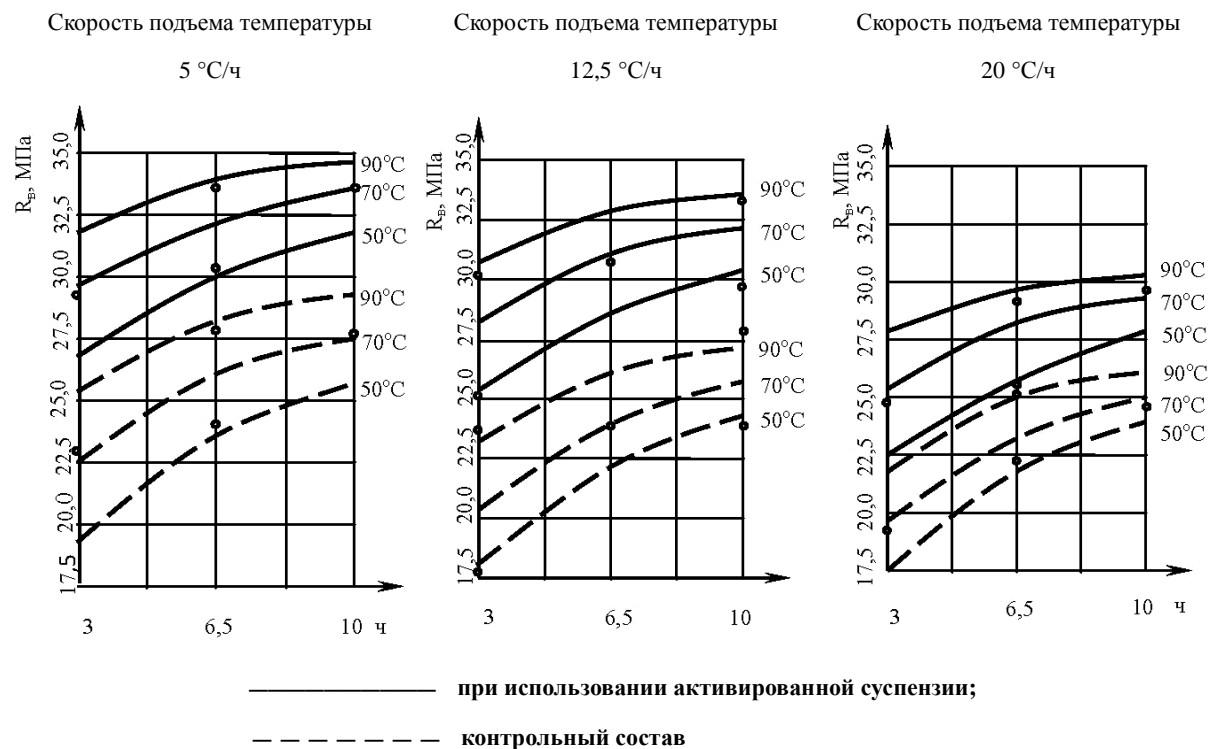 Скорость подъема температуры
5 °С/ч
Rв, МПа
35,0
32,5
30,0
27,5
25,0
22,5
20,0
17,5
90°С
70°С
50°С
90°С
70°С
50°С
3
6,5
10
ч
Скорость подъема температуры
12,5 °С/ч
Rв, МПа
35,0
32,5
30,0
27,5
25,0
22,5
20,0
17,5
90°С
70°С
50°С
90°С
70°С
50°С
3
6,5
10
Скорость подъема температуры
20 °С/ч
Rв, МПа
35,0
32,5
30,0
27,5
25,0
22,5
20,0
17,5
90°С
70°С
50°С
90°С
70°С
50°С
3
6,5
10
при использовании активированной суспензии;
контрольный состав